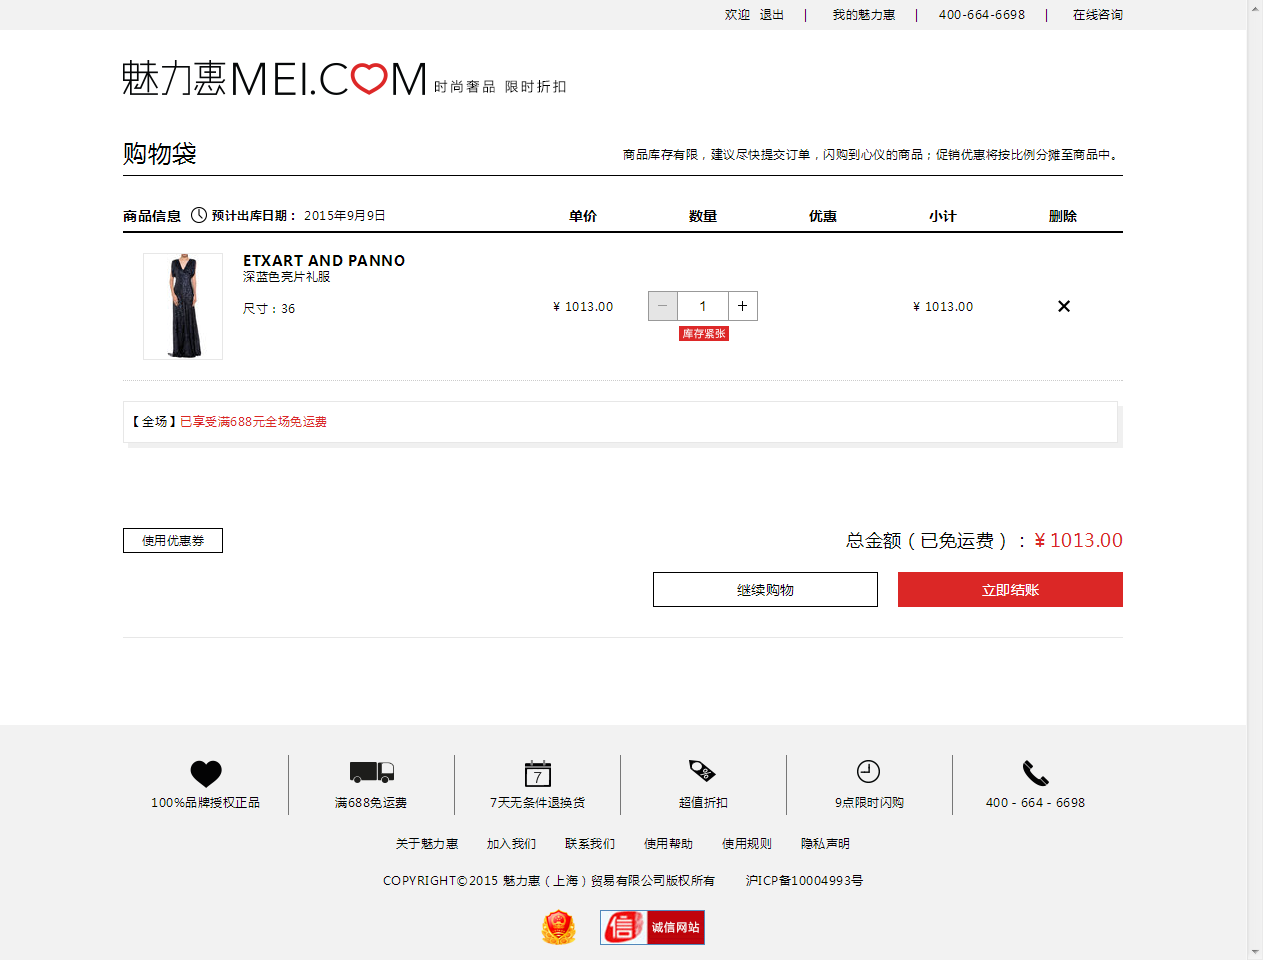 欢迎 退出 | 我的魅力惠 | 400-664-6698 | 在线咨询
魅力惠MEI.COM 时尚奢品 限时折扣
购物袋 商品库存有限，建议尽快提交订单，闪购到心仪的商品；促销优惠将按比例分摊至商品中。
商品信息 预计出库日期： 2015年9月9日 单价 数量 优惠 小计 删除
ETXART AND PANNO
深蓝色亮片礼服
尺寸：36
¥ 1013.00 − 1 + ¥ 1013.00 ×
库存紧张
【全场】已享受满688元全场免运费
使用优惠券 总金额（已免运费）：¥ 1013.00
继续购物 立即结账
7
%
100%品牌授权正品 满688免运费 7天无条件退换货 超值折扣 9点限时闪购 400 - 664 - 6698
关于魅力惠 加入我们 联系我们 使用帮助 使用规则 隐私声明
COPYRIGHT©2015 魅力惠（上海）贸易有限公司版权所有 沪ICP备10004993号
信 诚信网站